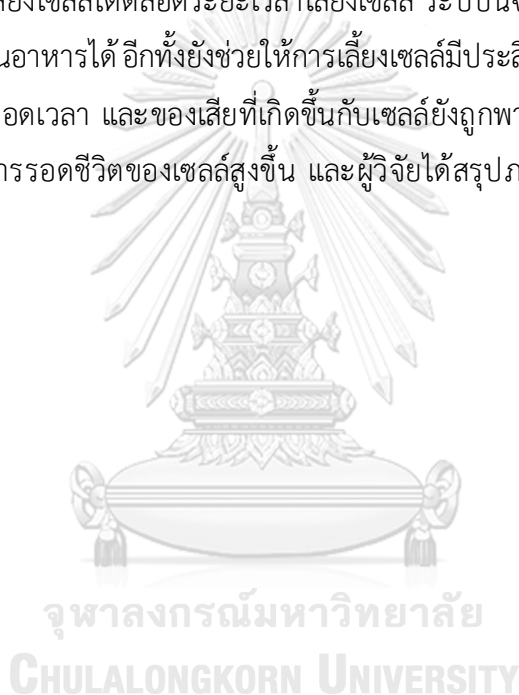 ลี้ยงเซลล์ได้ตลอดระยะเวลาเลี้ยงเซลล์ ระบบนี้จ
นอาหารได้ อีกทั้งยังช่วยให้การเลี้ยงเซลล์มีประสิ
อดเวลา และของเสียที่เกิดขึ้นกับเซลล์ยังถูกพา
ารรอดชีวิตของเซลล์สูงขึ้น และผู้วิจัยได้สรุปภ
จุฬาลงกรณ์มหาวิทยาลัย
CHULALONGKORN UNIVERSITY